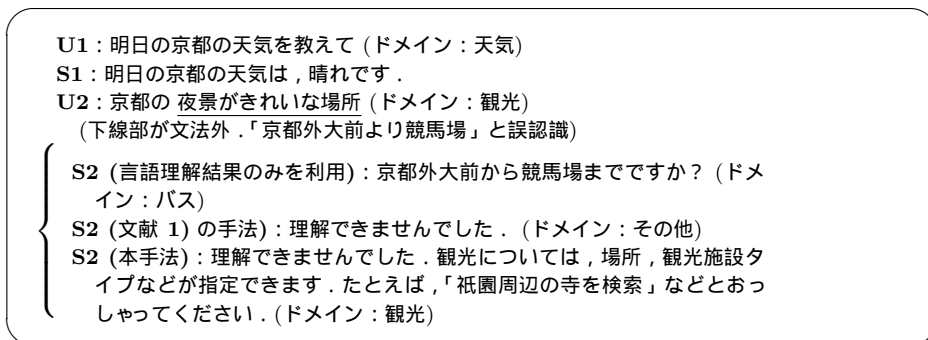 U1：明日の京都の天気を教えて (ドメイン：天気)
S1：明日の京都の天気は，晴れです．
U2：京都の 夜景がきれいな場所 (ドメイン：観光)
(下線部が文法外．「京都外大前より競馬場」と誤認識)
S2 (言語理解結果のみを利用)：京都外大前から競馬場までですか？ (ドメ
イン：バス)
S2 (文献 1) の手法)：理解できませんでした． (ドメイン：その他)
S2 (本手法)：理解できませんでした．観光については，場所，観光施設タ
イプなどが指定できます．たとえば，「祇園周辺の寺を検索」などとおっ
しゃってください．(ドメイン：観光)